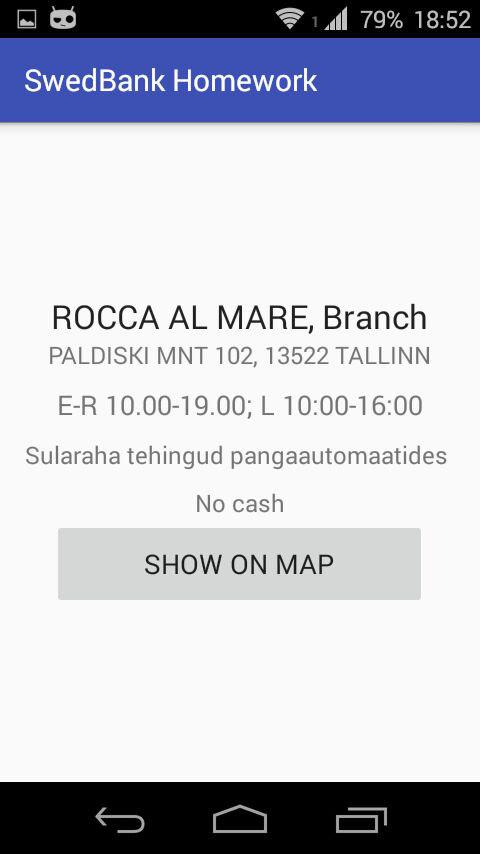 1 79% 18:52
SwedBank Homework
ROCCA AL MARE, Branch
PALDISKI MNT 102, 13522 TALLINN
E-R 10.00-19.00; L 10:00-16:00
Sularaha tehingud pangaautomaatides
No cash
SHOW ON MAP